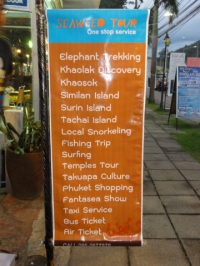 SEAWEED TOUR
One stop service
Elephant Trekking
Khaolak Discovery
Khaosok
Similan Island
Surin Island
Tachai Island
Local Snorkeling
Fishing Trip
Surfing
Temples Tour
Takuapa Culture
Phuket Shopping
Fantasea Show
Taxi Service
Bus Ticket
Air Ticket